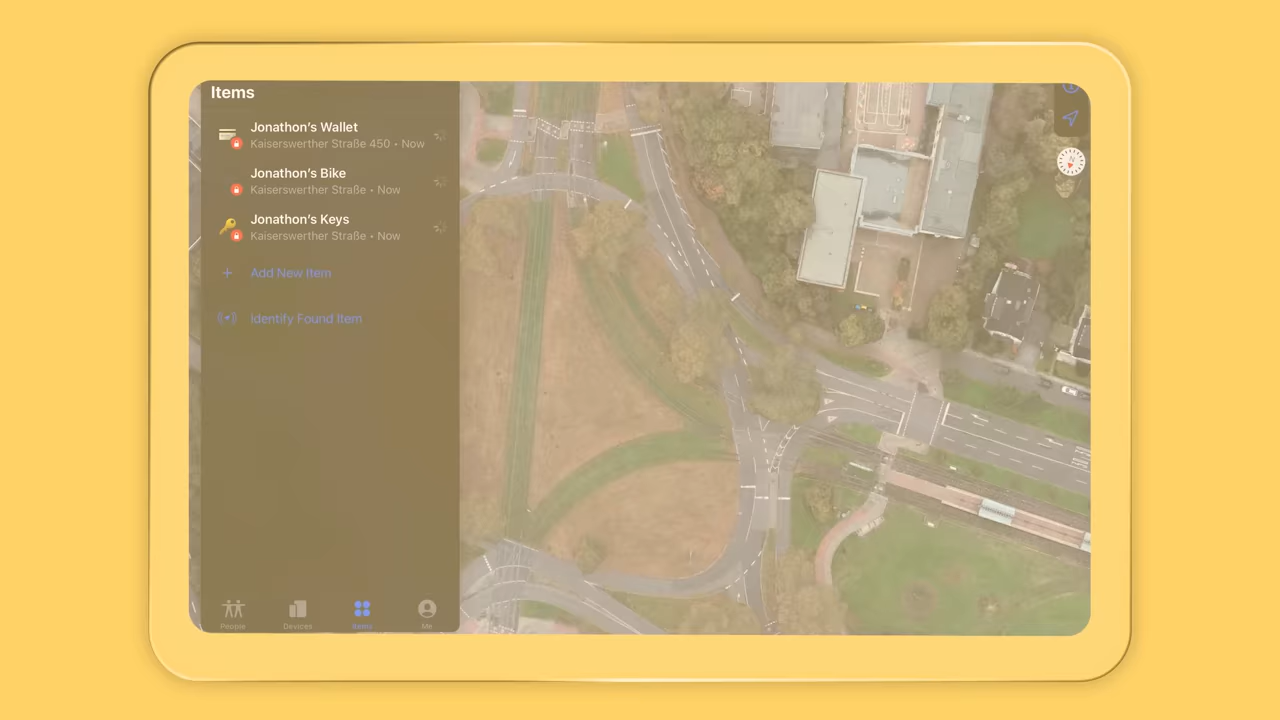 Items
Jonathon's Wallet
Kaiserswerther Straße 450 • Now
Jonathon's Bike
Kaiserswerther Straße • Now
Jonathon's Keys
Kaiserswerther Straße • Now
Add New Item
Identify Found Item
People
Devices
Items
Me